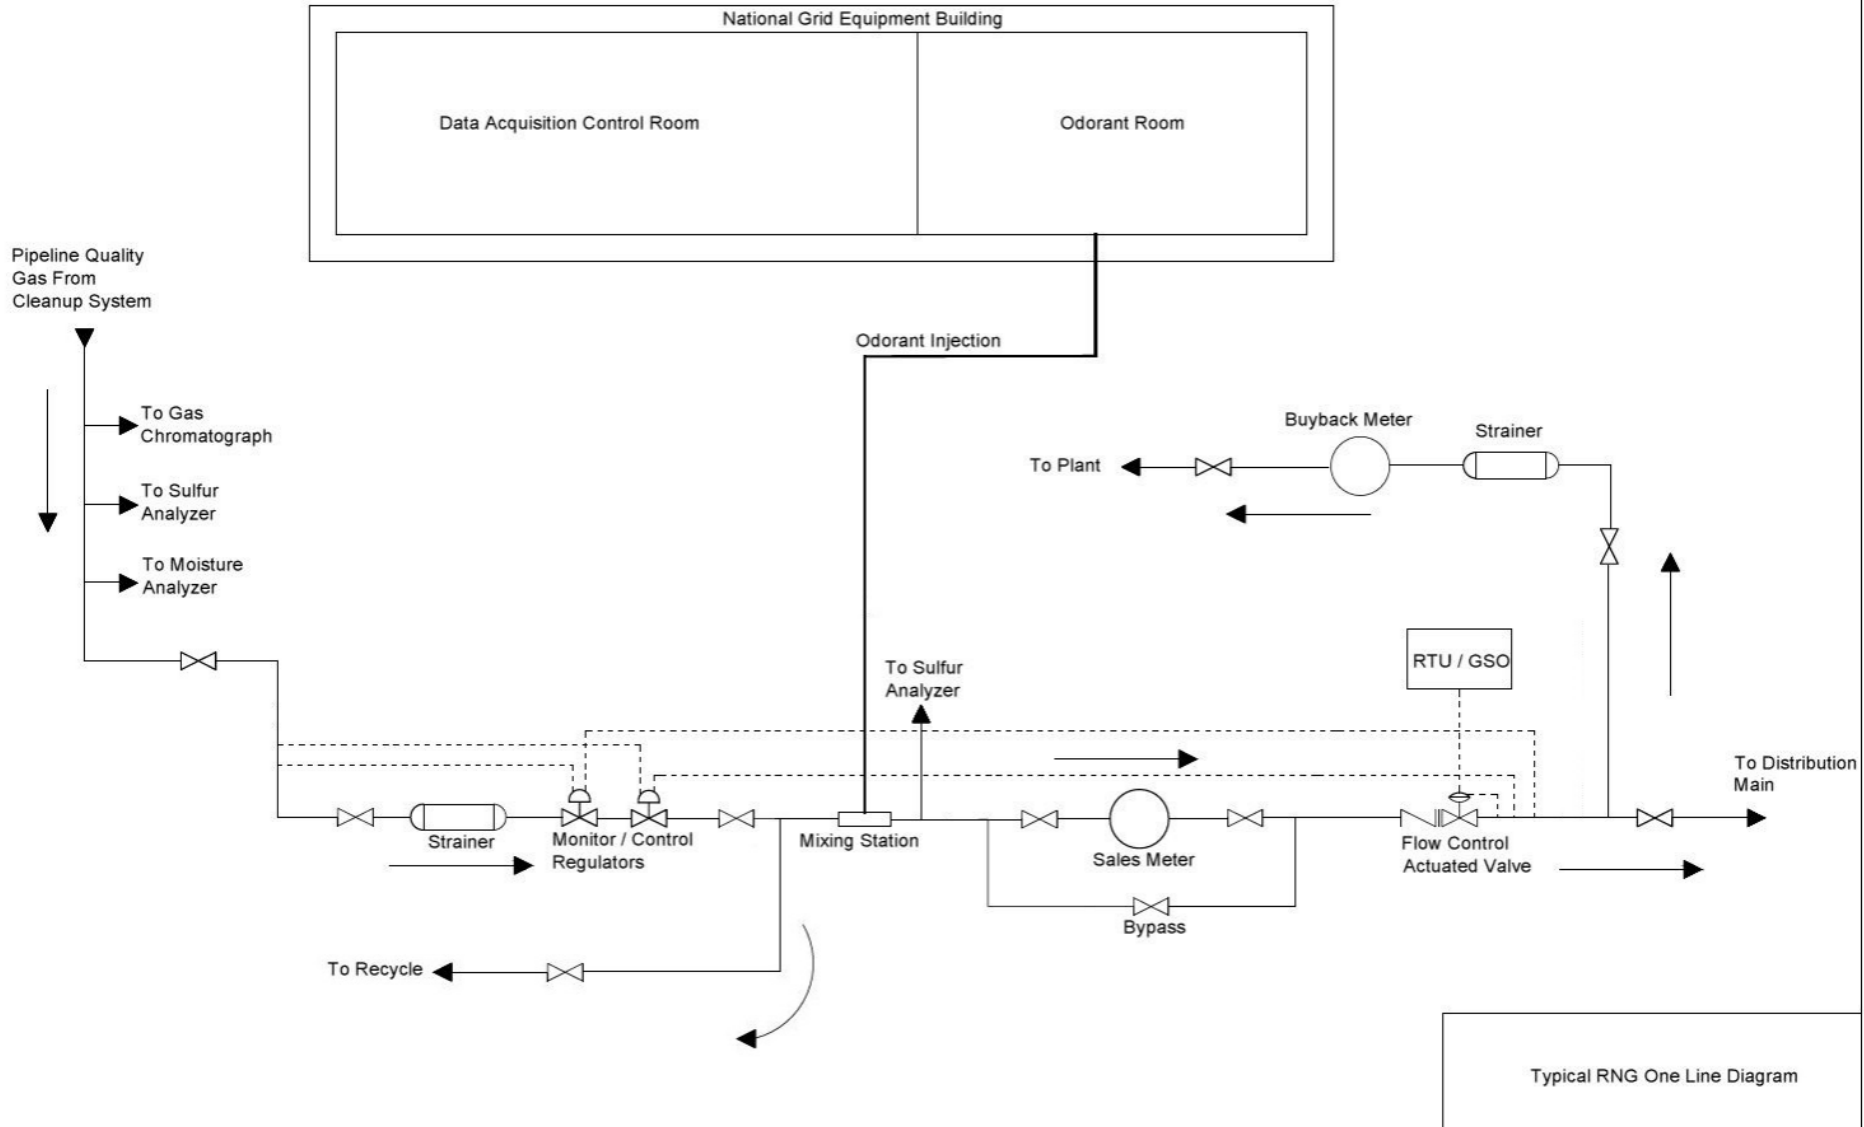 National Grid Equipment Building
Data Acquisition Control Room
Odorant Room
Pipeline Quality
Gas From
Cleanup System
Odorant Injection
To Gas
Chromatograph
To Sulfur
Analyzer
To Moisture
Analyzer
Buyback Meter
Strainer
To Plant
RTU / GSO
To Sulfur
Analyzer
To Distribution
Main
Strainer
Monitor / Control
Regulators
Mixing Station
Sales Meter
Flow Control
Actuated Valve
Bypass
To Recycle
Typical RNG One Line Diagram